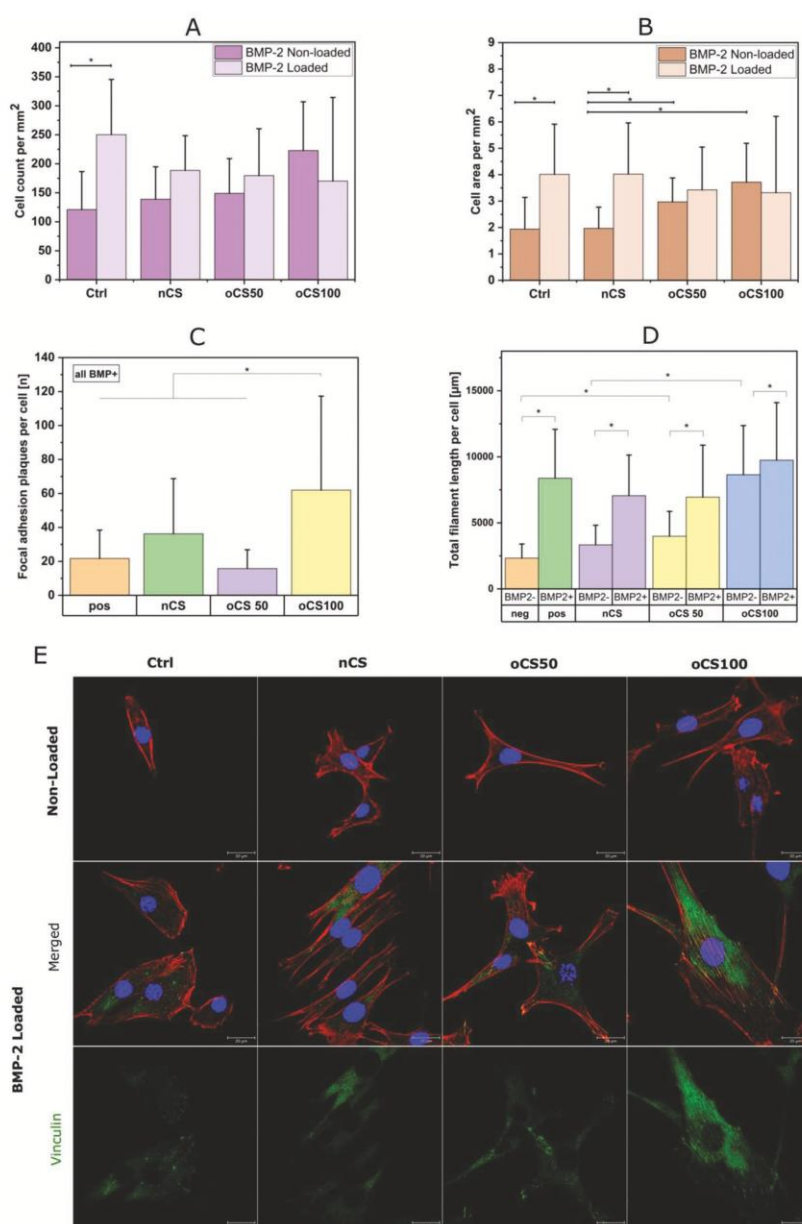 A
Cell count per mm2
400
350
300
250
200
150
100
50
0
BMP-2 Non-loaded
BMP-2 Loaded
*
Ctrl nCS oCS50 oCS100
B
Cell area per mm2
9
8
7
6
5
4
3
2
1
0
BMP-2 Non-loaded
BMP-2 Loaded
*
*
*
*
Ctrl nCS oCS50 oCS100
C
Focal adhesion plaques per cell [n]
140
120
100
80
60
40
20
0
all BMP+
*
pos nCS oCS 50 oCS100
D
Total filament length per cell [µm]
15000
10000
5000
0
*
*
*
*
*
*
BMP2- BMP2+ BMP2- BMP2+ BMP2- BMP2+ BMP2- BMP2+
neg pos nCS oCS 50 oCS100
E
Ctrl nCS oCS50 oCS100
Non-Loaded
BMP-2 Loaded
Merged
Vinculin